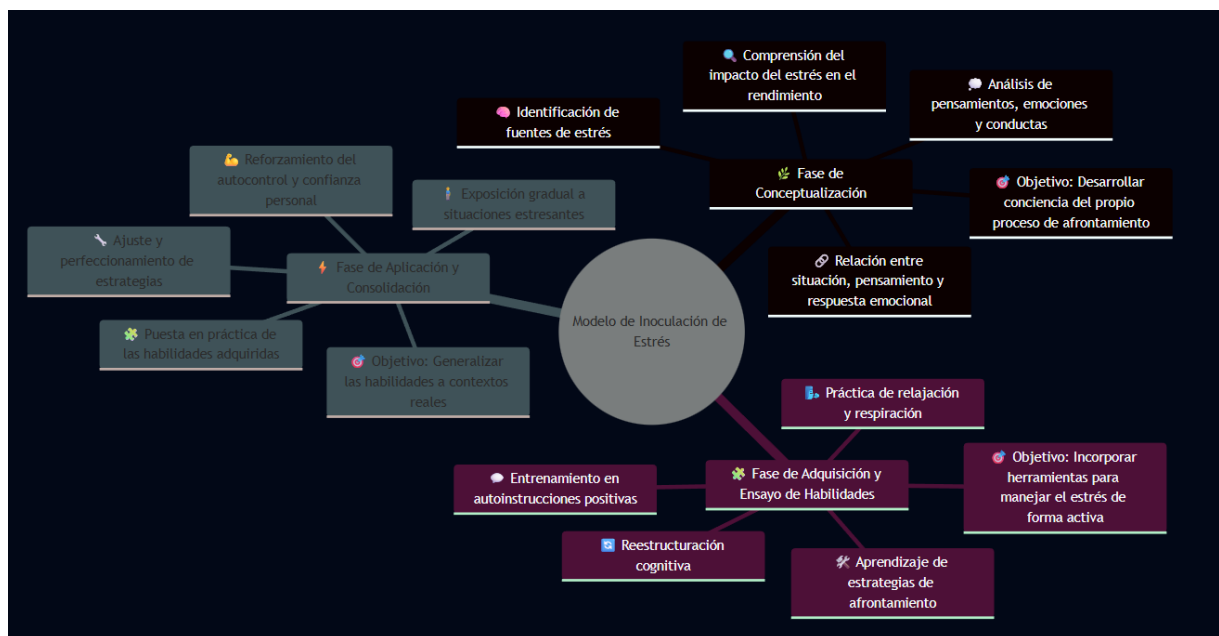 Modelo de Inoculación de
Estrés
🌿 Fase de
Conceptualización
🧠 Identificación de
fuentes de estrés
🔍 Comprensión del
impacto del estrés en el
rendimiento
💭 Análisis de
pensamientos, emociones
y conductas
🎯 Objetivo: Desarrollar
conciencia del propio
proceso de afrontamiento
🔗 Relación entre
situación, pensamiento y
respuesta emocional
🧩 Fase de Adquisición y
Ensayo de Habilidades
🌬️ Práctica de relajación
y respiración
🎯 Objetivo: Incorporar
herramientas para
manejar el estrés de
forma activa
🛠️ Aprendizaje de
estrategias de
afrontamiento
🔄 Reestructuración
cognitiva
💬 Entrenamiento en
autoinstrucciones positivas
⚡ Fase de Aplicación y
Consolidación
🚶 Exposición gradual a
situaciones estresantes
💪 Reforzamiento del
autocontrol y confianza
personal
🔧 Ajuste y
perfeccionamiento de
estrategias
🧩 Puesta en práctica de
las habilidades adquiridas
🎯 Objetivo: Generalizar
las habilidades a contextos
reales